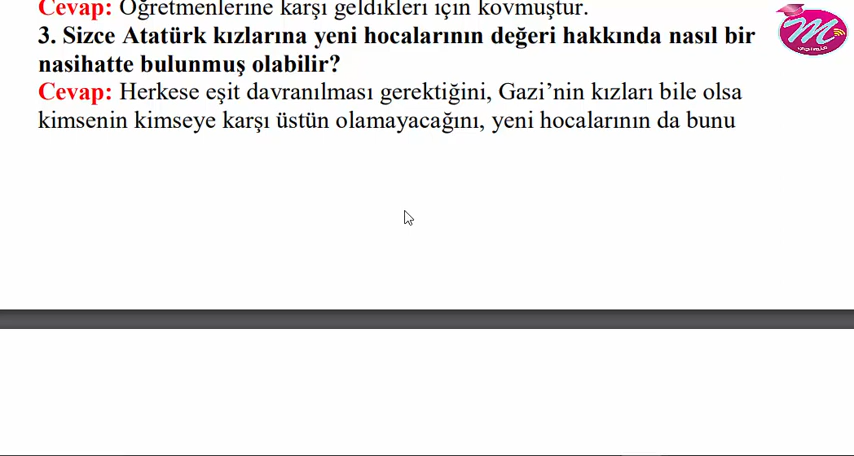 Cevap: Öğretmenlerine karşı geldikleri için kovmuştur.
3. Sizce Atatürk kızlarına yeni hocalarının değeri hakkında nasıl bir
nasihatte bulunmuş olabilir?
Cevap: Herkese eşit davranılması gerektiğini, Gazi’nin kızları bile olsa
kimsenin kimseye karşı üstün olamayacağını, yeni hocalarının da bunu